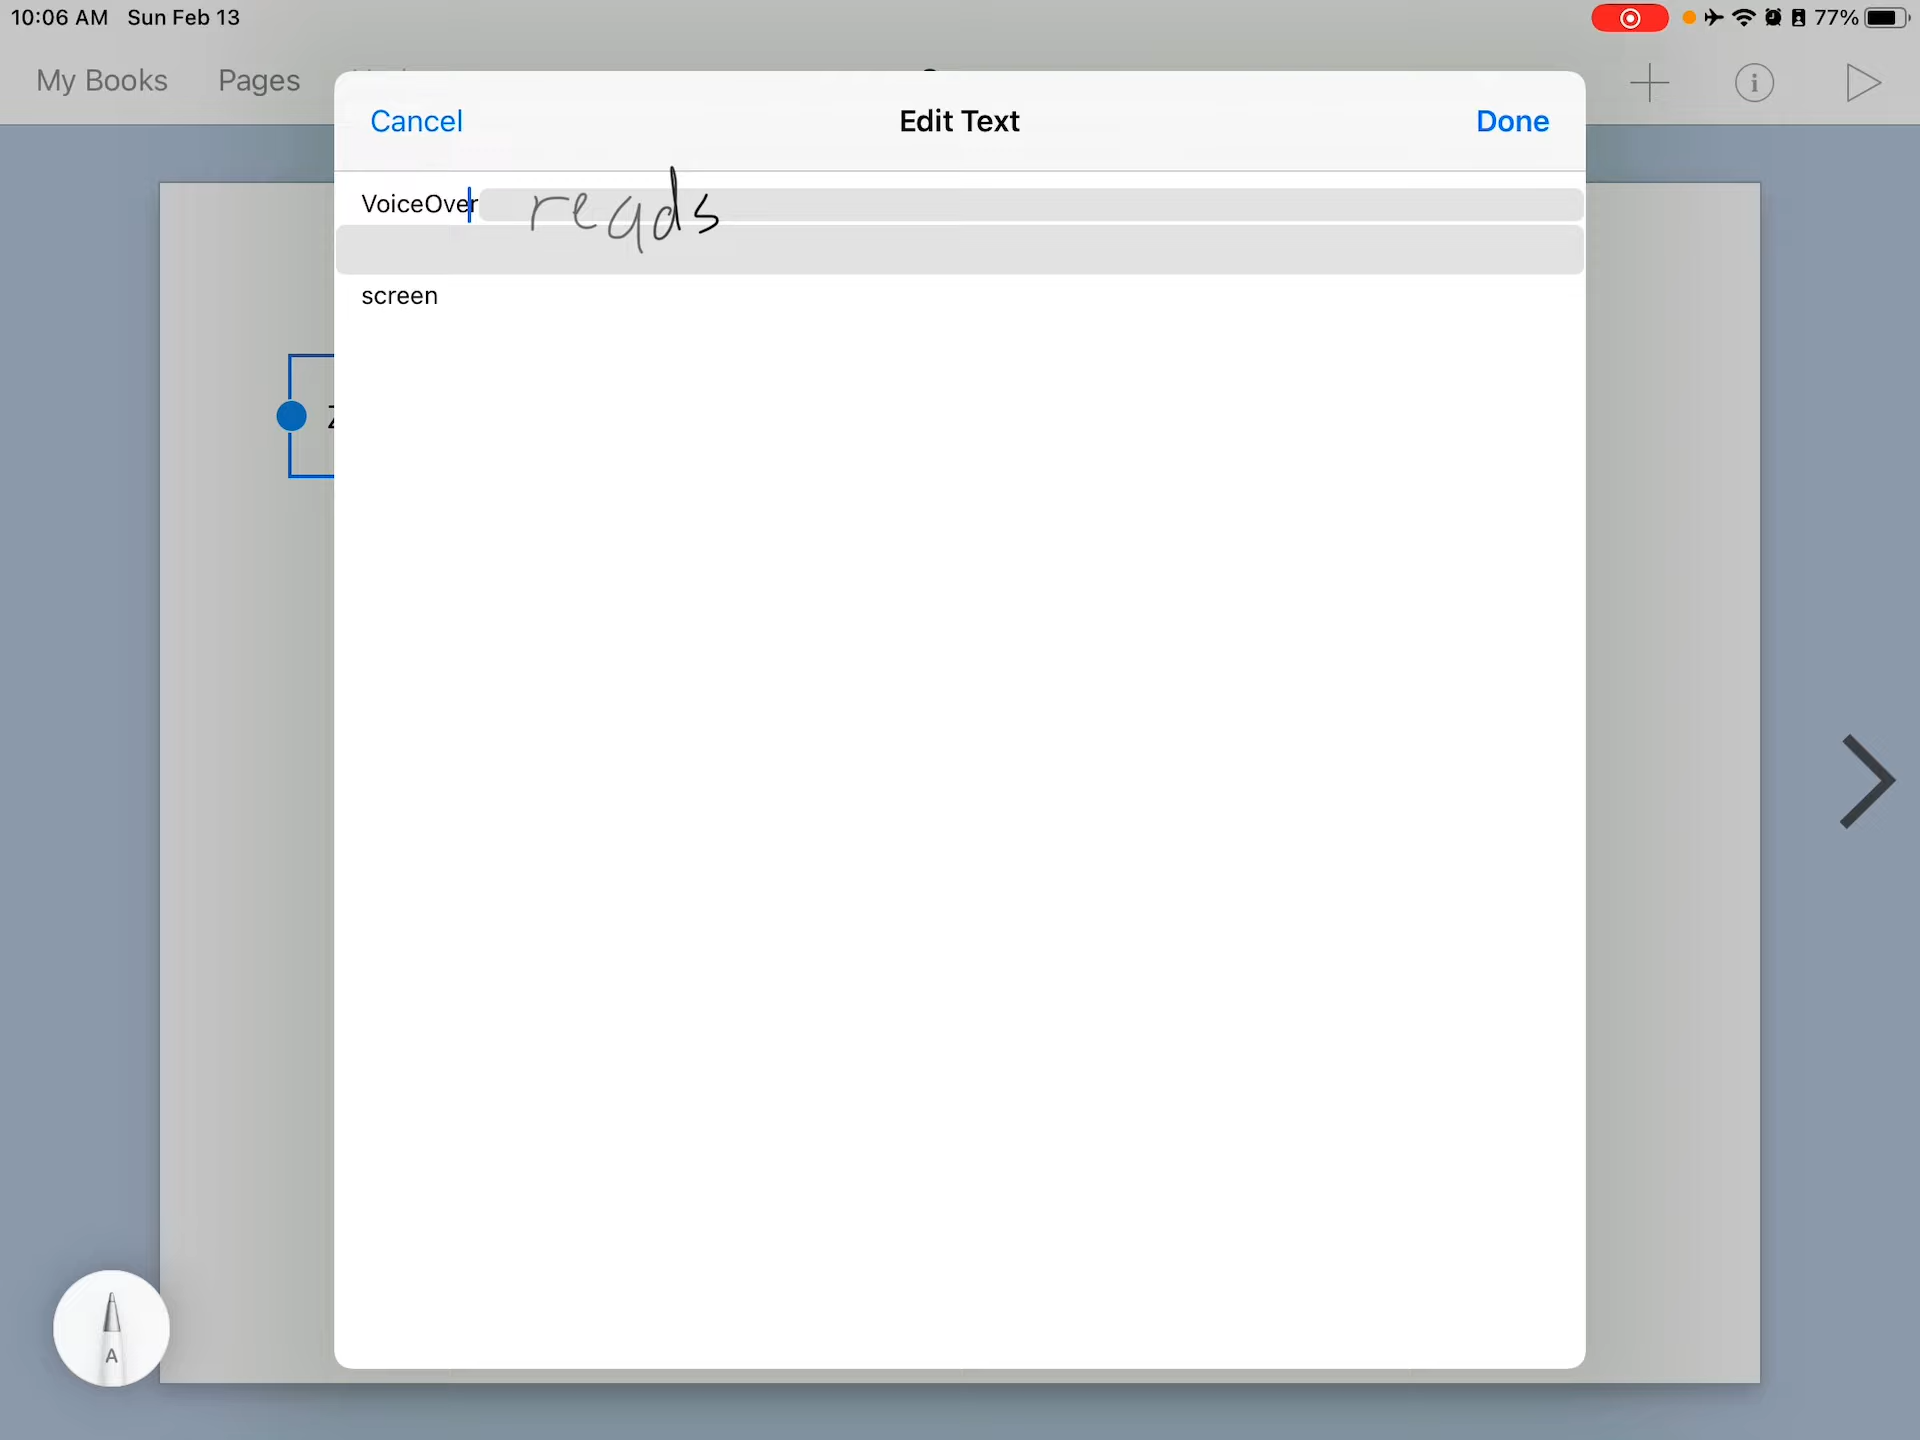 10:06 AM Sun Feb 13 77%
My Books Pages
Cancel Edit Text Done
VoiceOver reads
screen
A